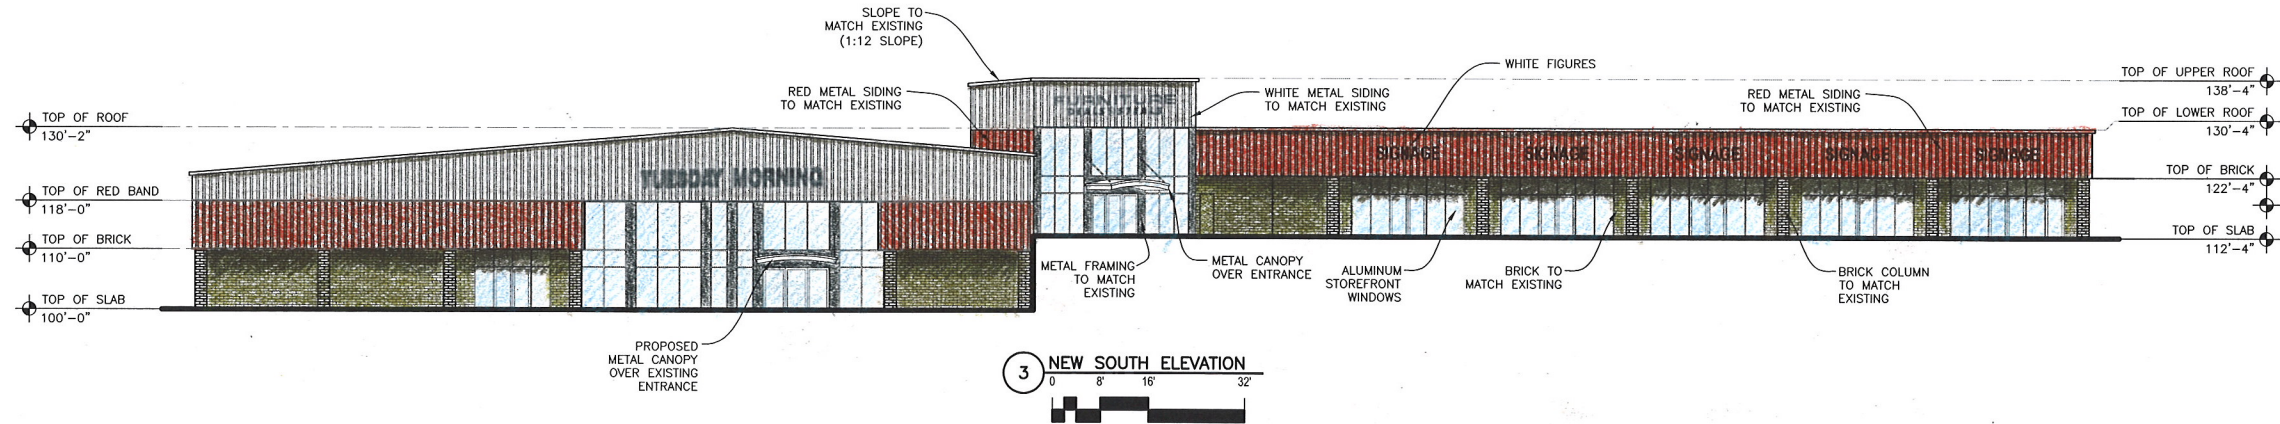 SLOPE TO
MATCH EXISTING
(1:12 SLOPE)
RED METAL SIDING
TO MATCH EXISTING
WHITE FIGURES
WHITE METAL SIDING
TO MATCH EXISTING
RED METAL SIDING
TO MATCH EXISTING
TOP OF UPPER ROOF
138'-4"
TOP OF LOWER ROOF
130'-4"
TOP OF BRICK
122'-4"
TOP OF SLAB
112'-4"
TOP OF ROOF
130'-2"
TOP OF RED BAND
118'-0"
TOP OF BRICK
110'-0"
TOP OF SLAB
100'-0"
FURNITURE
TUESDAY MORNING
SIGNAGE
SIGNAGE
SIGNAGE
SIGNAGE
SIGNAGE
METAL FRAMING
TO MATCH
EXISTING
METAL CANOPY
OVER ENTRANCE
ALUMINUM
STOREFRONT
WINDOWS
BRICK TO
MATCH EXISTING
BRICK COLUMN
TO MATCH
EXISTING
PROPOSED
METAL CANOPY
OVER EXISTING
ENTRANCE
3 NEW SOUTH ELEVATION
0 8' 16' 32'